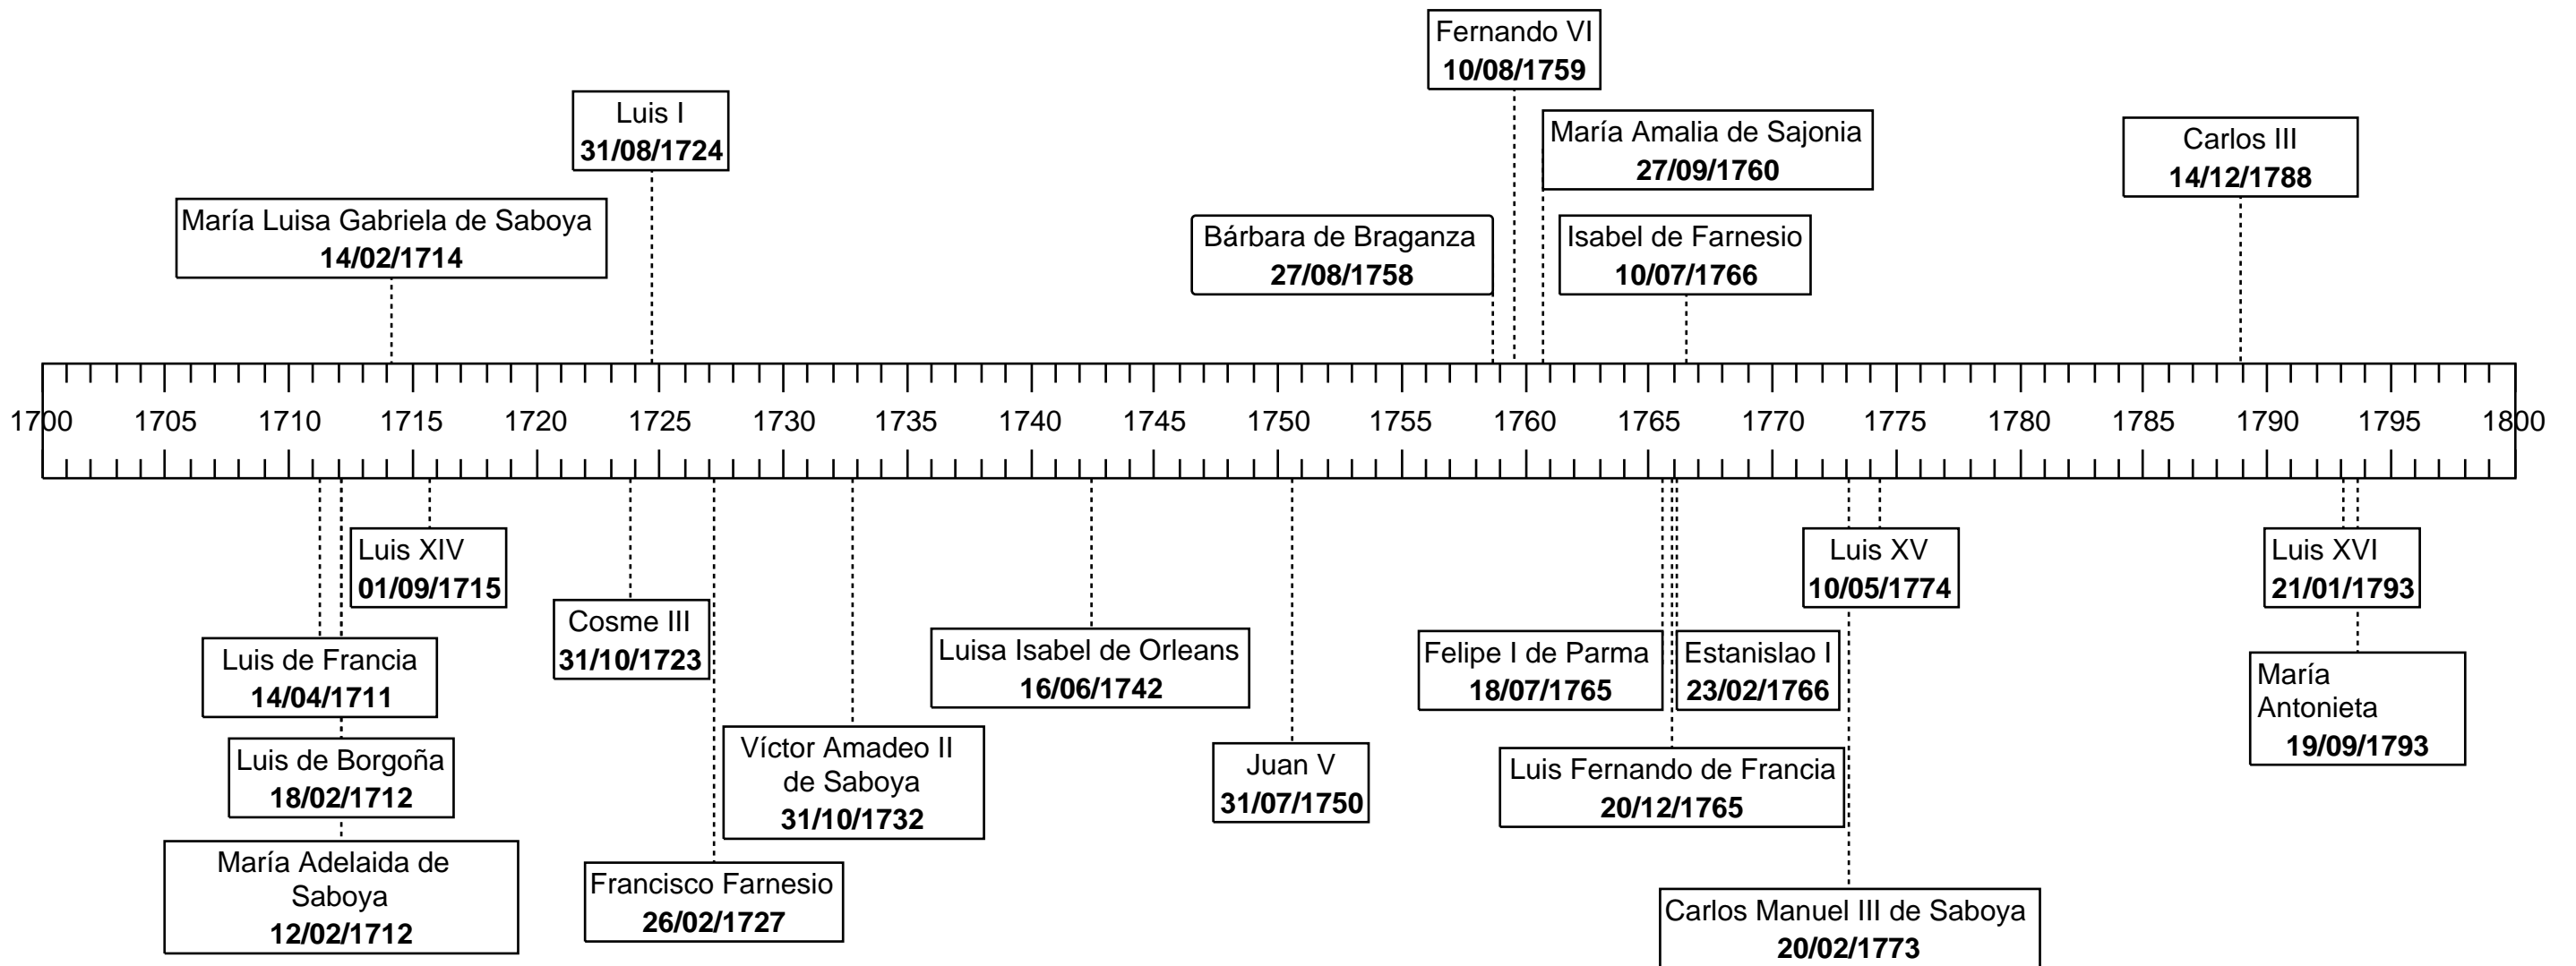 Fernando VI
10/08/1759
Luis I
31/08/1724
María Amalia de Sajonia
27/09/1760
Carlos III
14/12/1788
María Luisa Gabriela de Saboya
14/02/1714
Bárbara de Braganza
27/08/1758
Isabel de Farnesio
10/07/1766
1700 1705 1710 1715 1720 1725 1730 1735 1740 1745 1750 1755 1760 1765 1770 1775 1780 1785 1790 1795 1800
Luis XIV
01/09/1715
Luis XV
10/05/1774
Luis XVI
21/01/1793
Cosme III
31/10/1723
Luisa Isabel de Orleans
16/06/1742
Felipe I de Parma
18/07/1765
Estanislao I
23/02/1766
Luis de Francia
14/04/1711
María
Antonieta
19/09/1793
Luis de Borgoña
18/02/1712
Víctor Amadeo II
de Saboya
31/10/1732
Juan V
31/07/1750
Luis Fernando de Francia
20/12/1765
María Adelaida de
Saboya
12/02/1712
Francisco Farnesio
26/02/1727
Carlos Manuel III de Saboya
20/02/1773